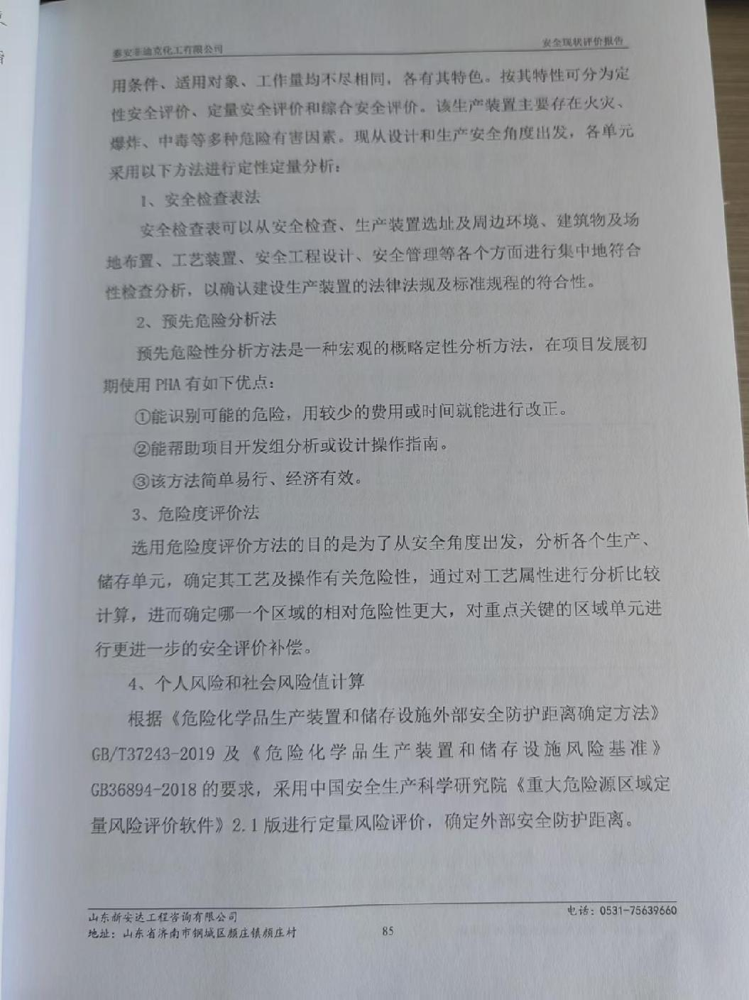 泰安菲迪克化工有限公司
安全现状评价报告
用条件、适用对象、工作量均不尽相同，各有其特色。按其特性可分为定
性安全评价、定量安全评价和综合安全评价。该生产装置主要存在火灾、
爆炸、中毒等多种危险有害因素。现从设计和生产安全角度出发，各单元
采用以下方法进行定性定量分析：
1、安全检查表法
安全检查表可以从安全检查、生产装置选址及周边环境、建筑物及场
地布置、工艺装置、安全工程设计、安全管理等各个方面进行集中地符合
性检查分析，以确认建设生产装置的法律法规及标准规程的符合性。
2、预先危险分析法
预先危险性分析方法是一种宏观的概略定性分析方法，在项目发展初
期使用 PHA 有如下优点：
①能识别可能的危险，用较少的费用或时间就能进行改正。
②能帮助项目开发组分析或设计操作指南。
③该方法简单易行、经济有效。
3、危险度评价法
选用危险度评价方法的目的是为了从安全角度出发，分析各个生产、
储存单元，确定其工艺及操作有关危险性，通过对工艺属性进行分析比较
计算，进而确定哪一个区域的相对危险性更大，对重点关键的区域单元进
行更进一步的安全评价补偿。
4、个人风险和社会风险值计算
根据《危险化学品生产装置和储存设施外部安全防护距离确定方法》
GB/T37243-2019 及《危险化学品生产装置和储存设施风险基准》
GB36894-2018 的要求，采用中国安全生产科学研究院《重大危险源区域定
量风险评价软件》2.1 版进行定量风险评价，确定外部安全防护距离。
山东新安达工程咨询有限公司
电话：0531-75639660
地址：山东省济南市钢城区颜庄镇颜庄村
85